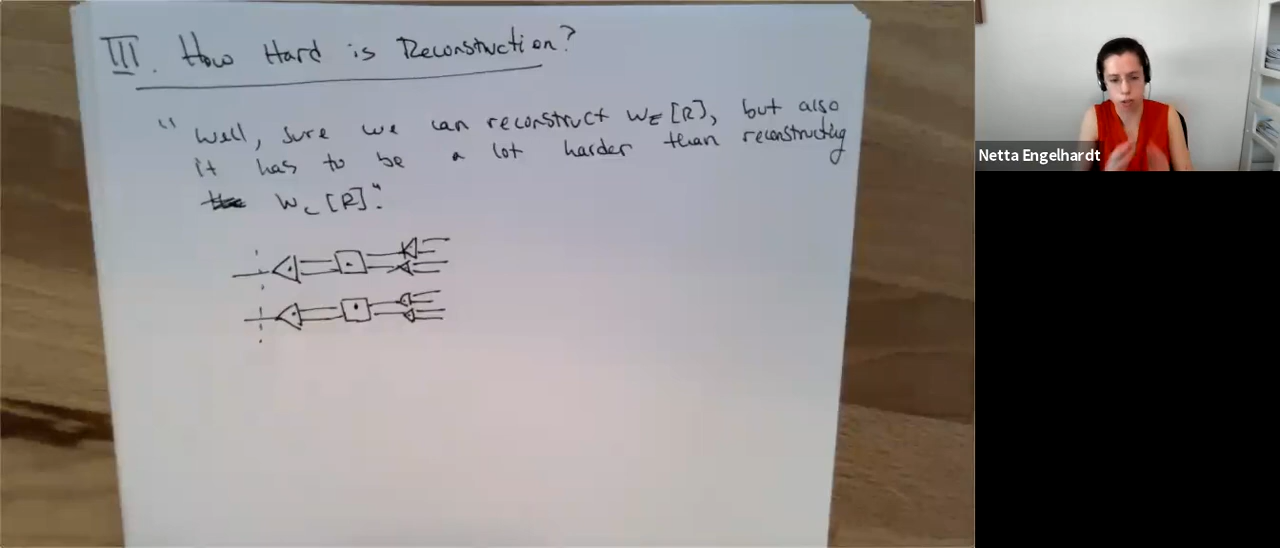 III. How Hard is Reconstruction?
"Well, sure we can reconstruct W_E[R], but also
it has to be a lot harder than reconstructing
W_C[R]."
Netta Engelhardt